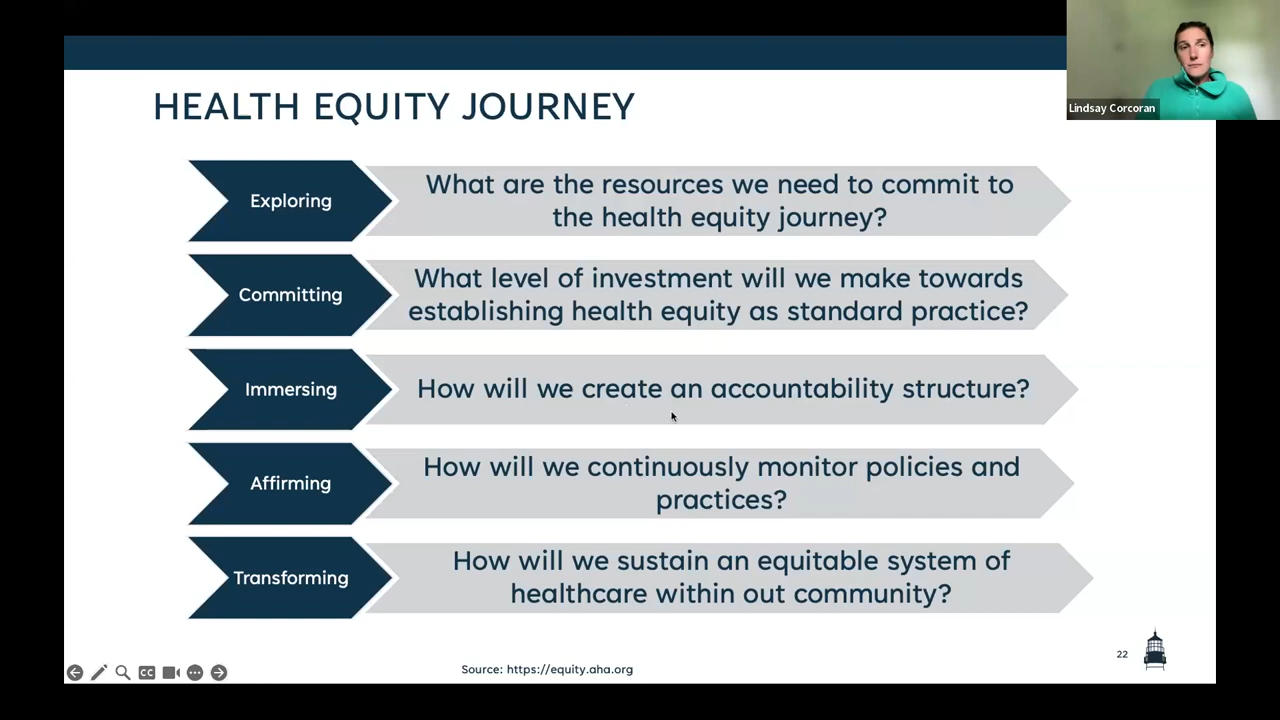 HEALTH EQUITY JOURNEY
Lindsay Corcoran
Exploring
What are the resources we need to commit to
the health equity journey?
Committing
What level of investment will we make towards
establishing health equity as standard practice?
Immersing
How will we create an accountability structure?
Affirming
How will we continuously monitor policies and
practices?
Transforming
How will we sustain an equitable system of
healthcare within out community?
22
CC
Source: https://equity.aha.org